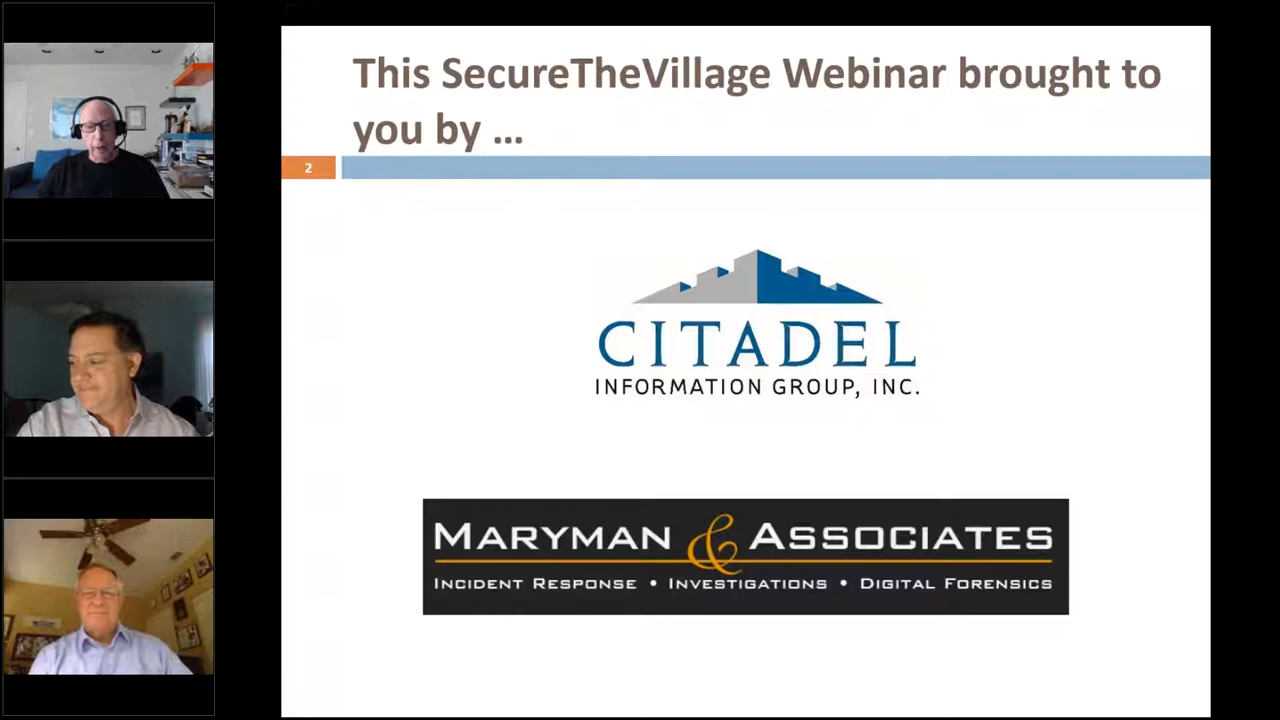 This SecureTheVillage Webinar brought to
you by …
2
CITADEL
INFORMATION GROUP, INC.
MARYMAN & ASSOCIATES
INCIDENT RESPONSE • INVESTIGATIONS • DIGITAL FORENSICS